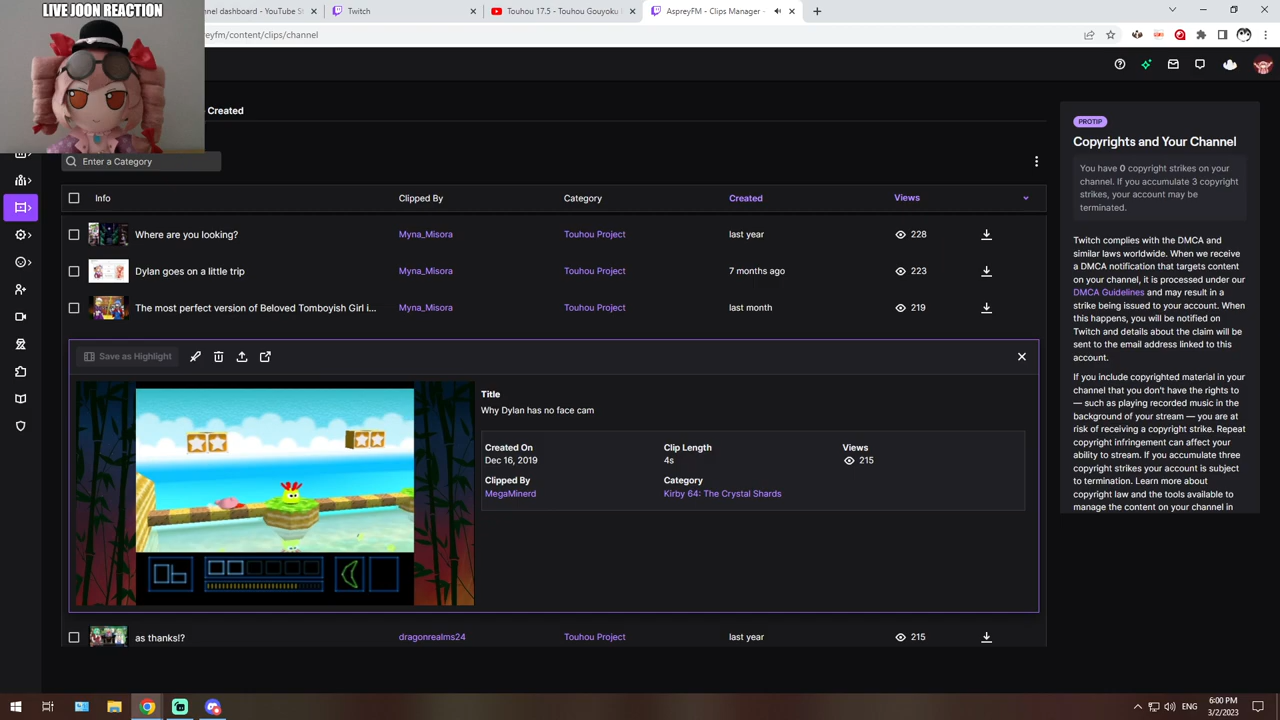 LIVE JOON REACTION
nnel dashboard - YouTube St
Twitch
Touhou 17.5 - Touhou Gouyoku
AspreyFM - Clips Manager -
eyfm/content/clips/channel
Created
Enter a Category
Info
Clipped By
Category
Created
Views
Where are you looking?
Myna_Misora
Touhou Project
last year
228
Dylan goes on a little trip
Myna_Misora
Touhou Project
7 months ago
223
The most perfect version of Beloved Tomboyish Girl i...
Myna_Misora
Touhou Project
last month
219
Save as Highlight
Title
Why Dylan has no face cam
Created On
Clip Length
Views
Dec 16, 2019
4s
215
Clipped By
Category
MegaMinerd
Kirby 64: The Crystal Shards
as thanks!?
dragonrealms24
Touhou Project
last year
215
PROTIP
Copyrights and Your Channel
You have 0 copyright strikes on your
channel. If you accumulate 3 copyright
strikes, your account may be
terminated.
Twitch complies with the DMCA and
similar laws worldwide. When we receive
a DMCA notification that targets content
on your channel, it is processed under our
DMCA Guidelines and may result in a
strike being issued to your account. When
this happens, you will be notified on
Twitch and details about the claim will be
sent to the email address linked to this
account.
If you include copyrighted material in your
channel that you don't have the rights to
— such as playing recorded music in the
background of your stream — you are at
risk of receiving a copyright strike. Repeat
copyright infringement can affect your
ability to stream. If you accumulate three
copyright strikes your account is subject
to termination. Learn more about
copyright law and the tools available to
manage the content on your channel in
ENG
6:00 PM
3/2/2023